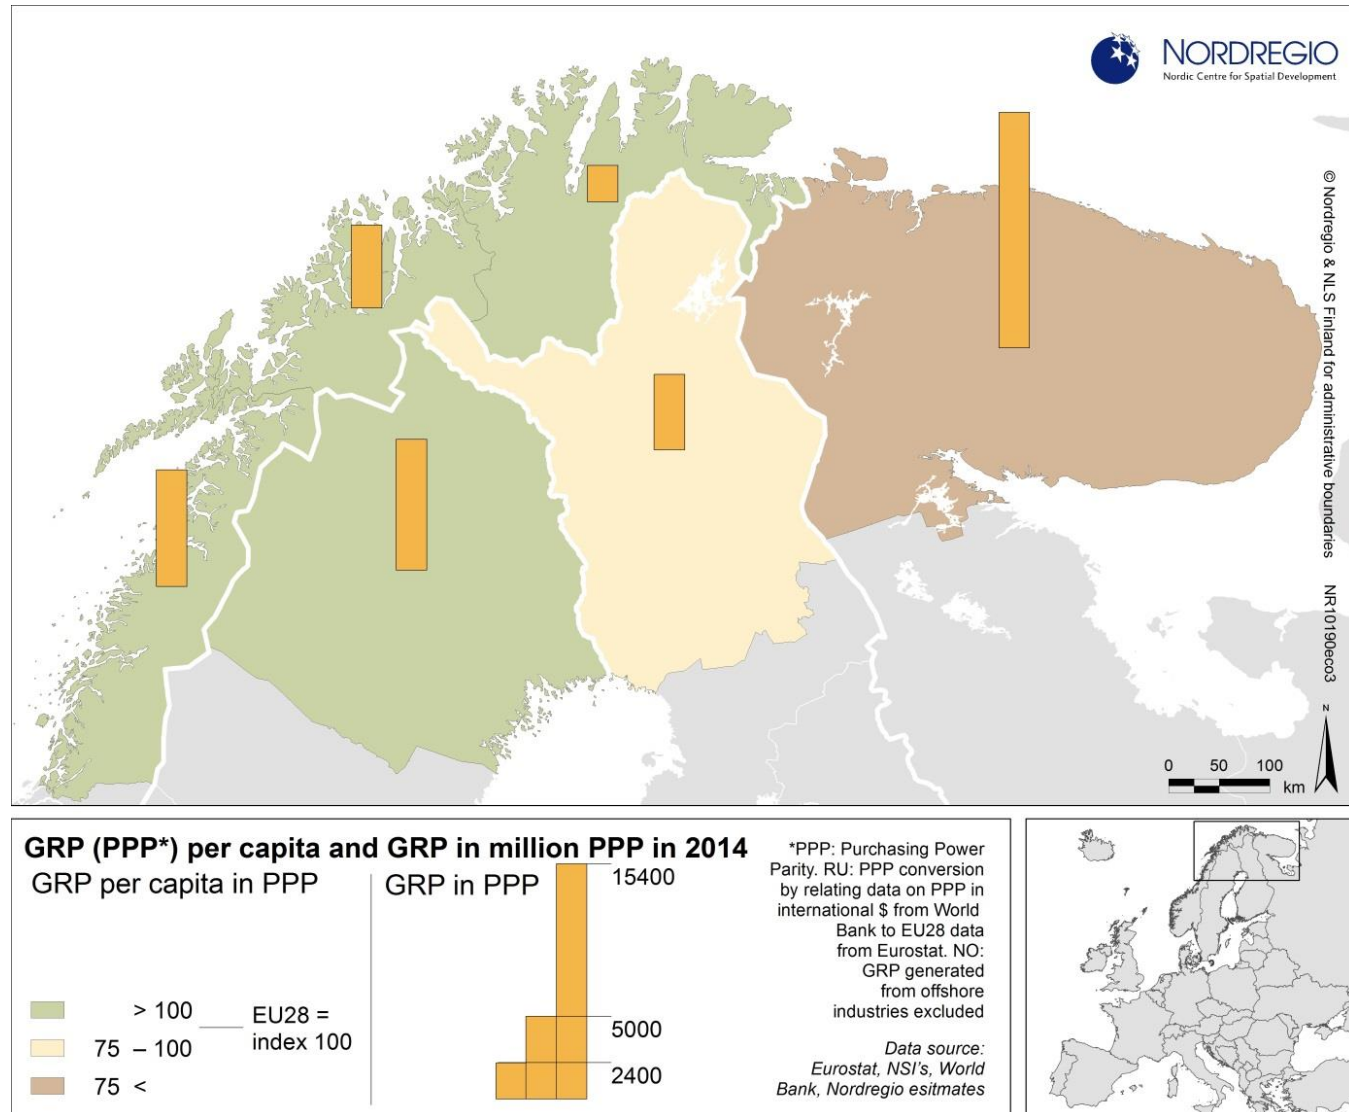 NORDREGIO
Nordic Centre for Spatial Development
© Nordregio & NLS Finland for administrative boundaries NR10190eco3
N
0 50 100
km
GRP (PPP*) per capita and GRP in million PPP in 2014
GRP per capita in PPP
> 100
75 – 100
75 <
EU28 =
index 100
GRP in PPP
15400
5000
2400
*PPP: Purchasing Power
Parity. RU: PPP conversion
by relating data on PPP in
international $ from World
Bank to EU28 data
from Eurostat. NO:
GRP generated
from offshore
industries excluded
Data source:
Eurostat, NSI's, World
Bank, Nordregio esitmates